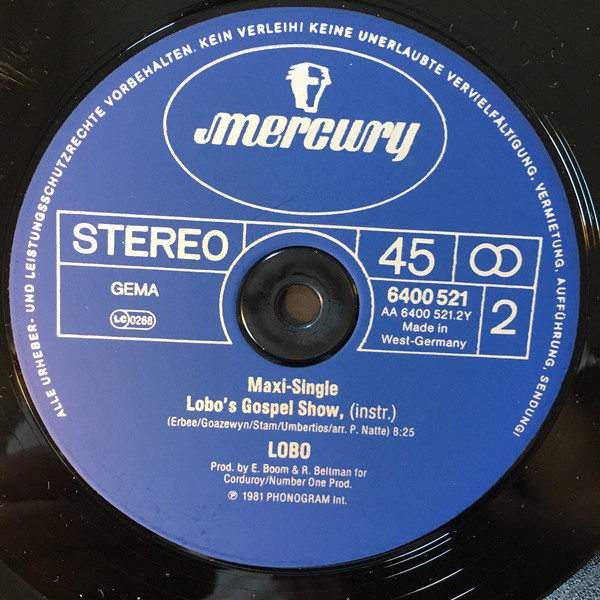 ALLE URHEBER- UND LEISTUNGSSCHUTZRECHTE VORBEHALTEN. KEIN VERLEIH! KEINE UNERLAUBTE VERVIELFÄLTIGUNG, VERMIETUNG, AUFFÜHRUNG, SENDUNG!
mercury
STEREO
GEMA
LC 0268
45
6400 521
AA 6400 521.2Y
Made in
West-Germany
2
Maxi-Single
Lobo's Gospel Show, (instr.)
(Erbee/Goazewyn/Stam/Umbertios/arr. P. Natte) 8:25
LOBO
Prod. by E. Boom & R. Beltman for
Corduroy/Number One Prod.
℗ 1981 PHONOGRAM Int.